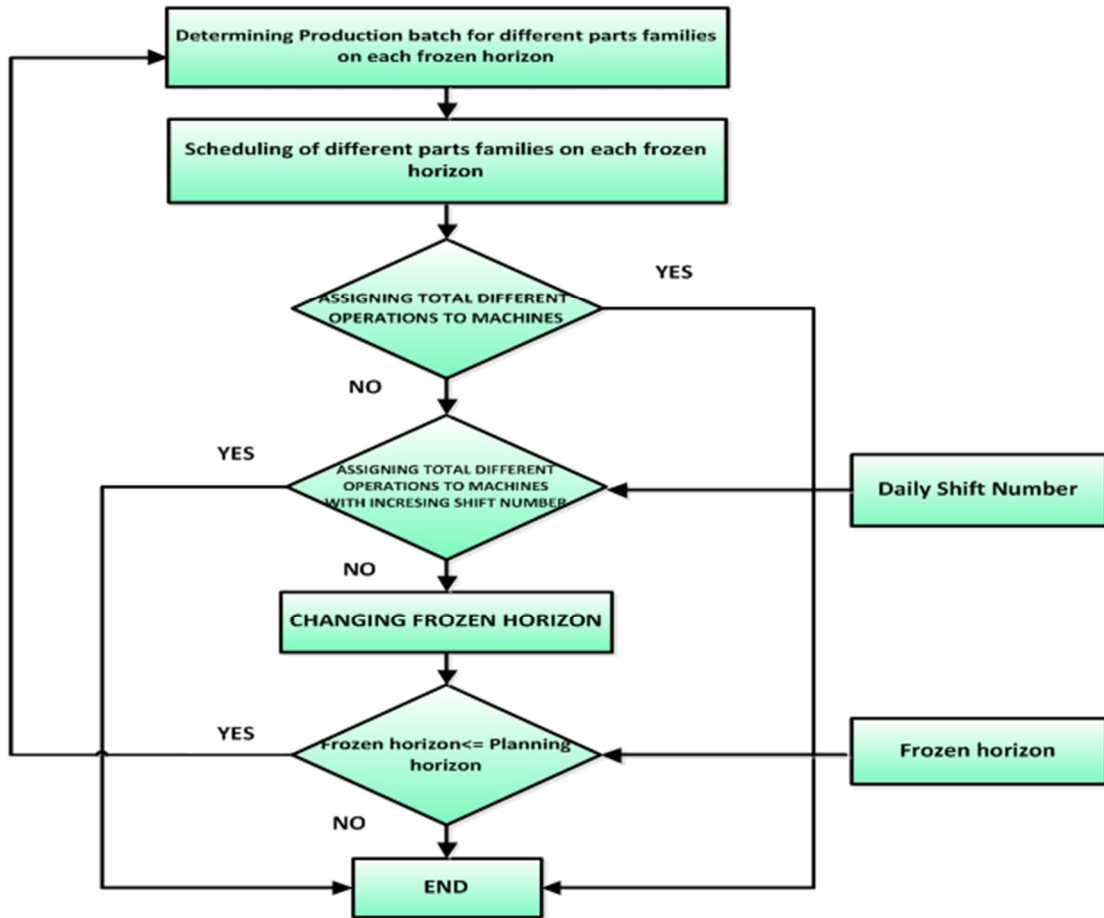 Determining Production batch for different parts families
on each frozen horizon
Scheduling of different parts families on each frozen
horizon
YES
ASSIGNING TOTAL DIFFERENT
OPERATIONS TO MACHINES
NO
YES
ASSIGNING TOTAL DIFFERENT
OPERATIONS TO MACHINES
WITH INCRESING SHIFT NUMBER
Daily Shift Number
NO
CHANGING FROZEN HORIZON
YES
Frozen horizon<= Planning
horizon
Frozen horizon
NO
END